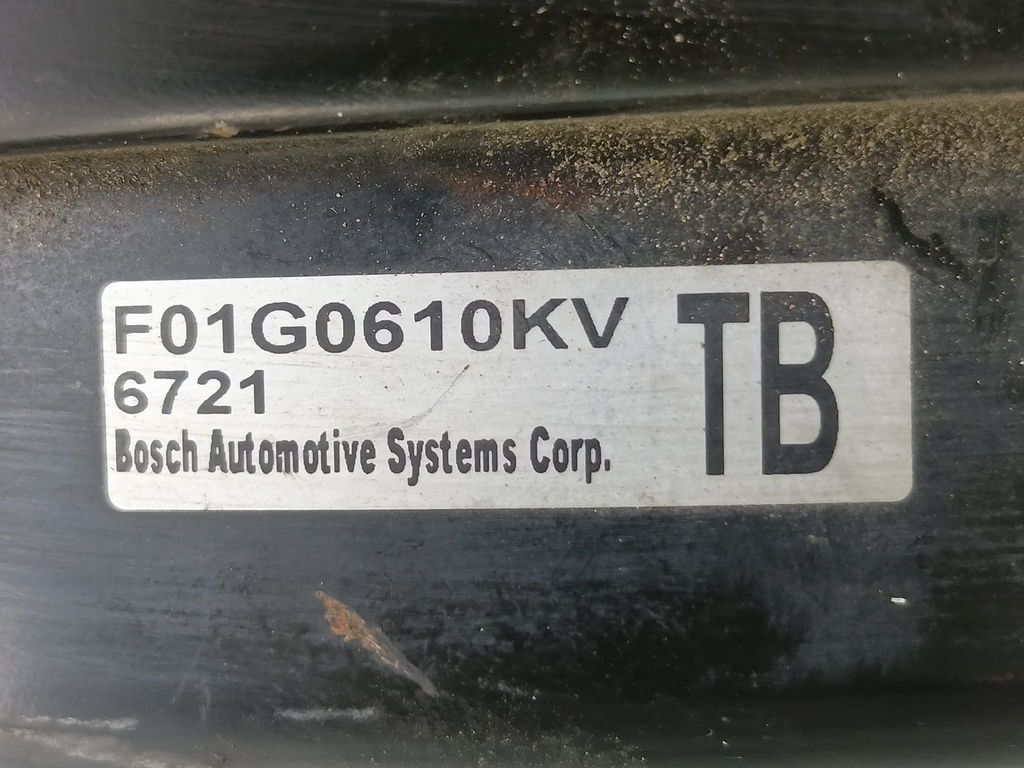 F01G0610KV
6721
Bosch Automotive Systems Corp.
TB